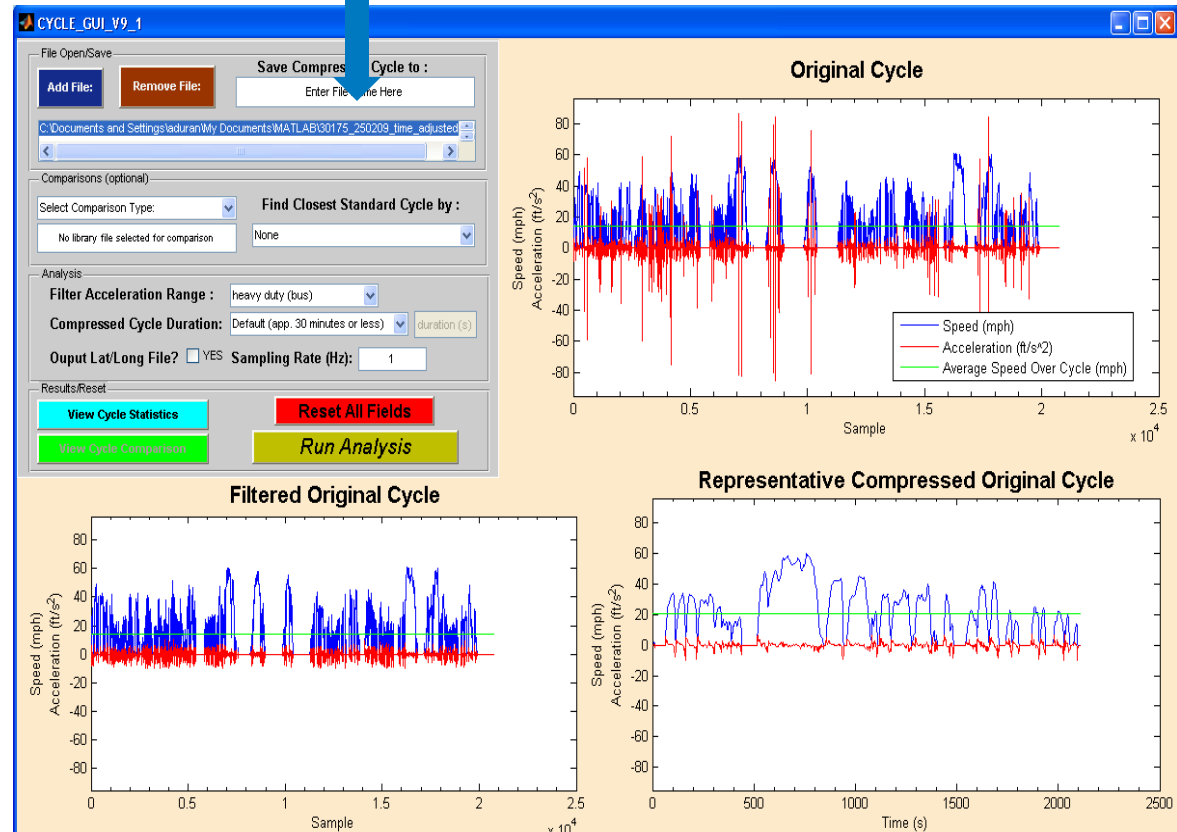 CYCLE_GUI_V9_1
File Open/Save
Add File:
Remove File:
Save Compres Cycle to :
Enter File me Here
C:\Documents and Settings\aduran\My Documents\MATLAB\30175_250209_time_adjusted
Comparisons (optional)
Select Comparison Type:
Find Closest Standard Cycle by :
No library file selected for comparison
None
Analysis
Filter Acceleration Range :
heavy duty (bus)
Compressed Cycle Duration:
Default (app. 30 minutes or less)
duration (s)
Ouput Lat/Long File?
YES
Sampling Rate (Hz):
1
Results/Reset
View Cycle Statistics
Reset All Fields
View Cycle Comparison
Run Analysis
Original Cycle
80
60
40
20
0
-20
-40
-60
-80
Speed (mph)
Acceleration (ft/s²)
Speed (mph)
Acceleration (ft/s^2)
Average Speed Over Cycle (mph)
0 0.5 1 1.5 2 2.5
Sample
x 10⁴
Filtered Original Cycle
80
60
40
20
0
-20
-40
-60
-80
Speed (mph)
Acceleration (ft/s²)
0 0.5 1 1.5 2 2.5
Sample
x 10⁴
Representative Compressed Original Cycle
80
60
40
20
0
-20
-40
-60
-80
Speed (mph)
Acceleration (ft/s²)
0 500 1000 1500 2000 2500
Time (s)